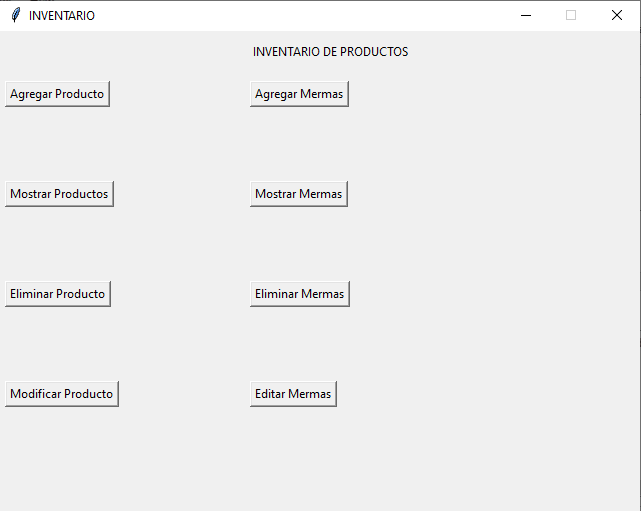 INVENTARIO
INVENTARIO DE PRODUCTOS
Agregar Producto
Agregar Mermas
Mostrar Productos
Mostrar Mermas
Eliminar Producto
Eliminar Mermas
Modificar Producto
Editar Mermas